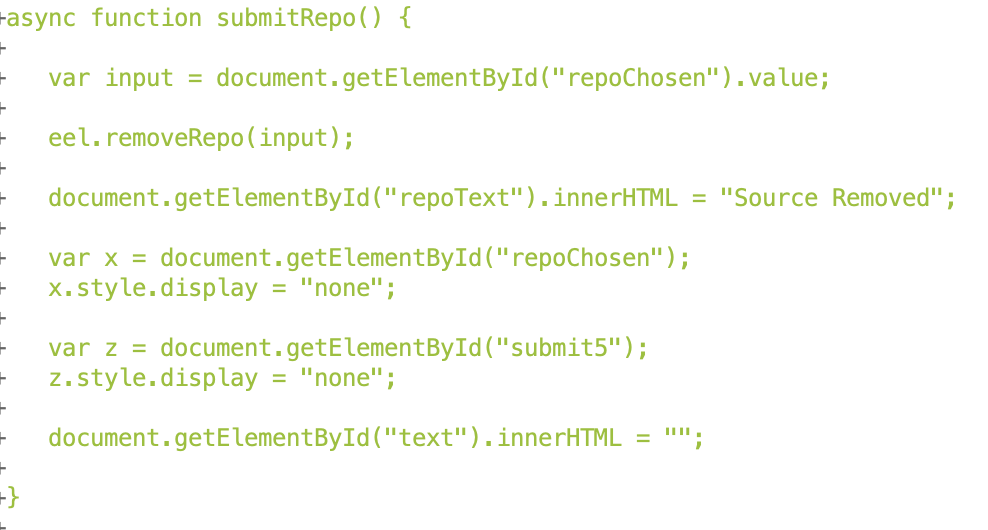 +async function submitRepo() {
+
+   var input = document.getElementById("repoChosen").value;
+
+   eel.removeRepo(input);
+
+   document.getElementById("repoText").innerHTML = "Source Removed";
+
+   var x = document.getElementById("repoChosen");
+   x.style.display = "none";
+
+   var z = document.getElementById("submit5");
+   z.style.display = "none";
+
+   document.getElementById("text").innerHTML = "";
+
+}
+